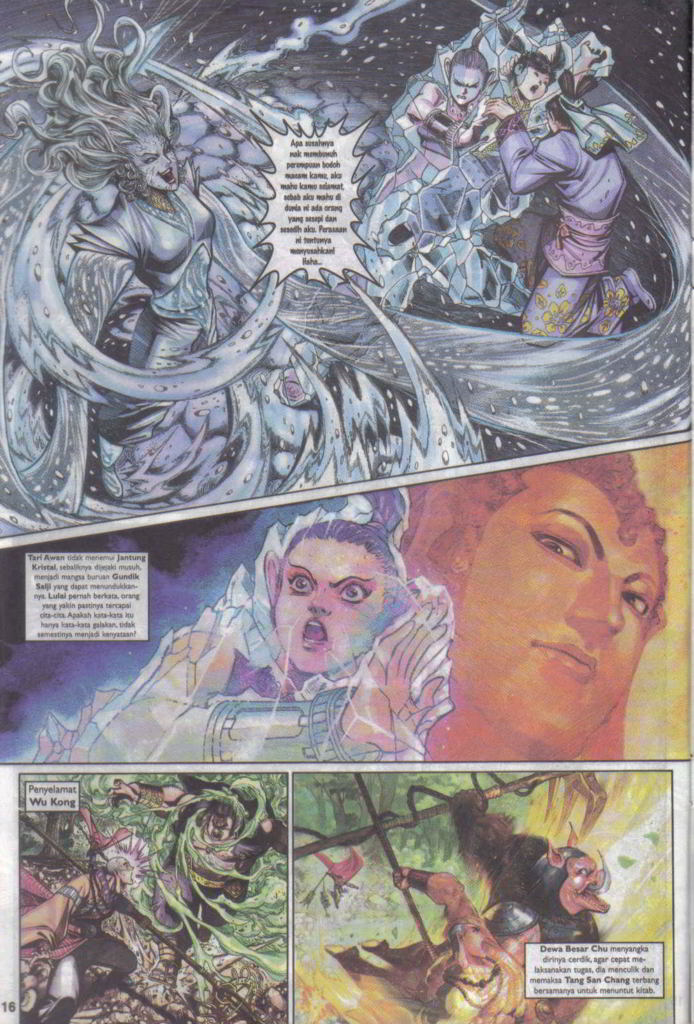 Apa susahnya
nak membunuh
perempuan bodoh
macam kamu, aku
mahu kamu selamat,
sebab aku mahu di
dunia ni ada orang
yang sesepi dan
sesedih aku. Perasaan
ni tentunya
menyusahkan!
Haha...
Tari Awan tidak menemui Jantung
Kristal, sebaliknya dijejaki musuh,
menjadi mangsa buruan Gundik
Salji yang dapat menundukkan-
nya. Lulai pernah berkata, orang
yang yakin pastinya tercapai
cita-cita. Apakah kata-kata itu
hanya kata-kata galakan, tidak
semestinya menjadi kenyataan?
Penyelamat
Wu Kong
Dewa Besar Chu menyangka
dirinya cerdik, agar cepat me-
laksanakan tugas, dia menculik dan
memaksa Tang San Chang terbang
bersamanya untuk menuntut kitab.
16